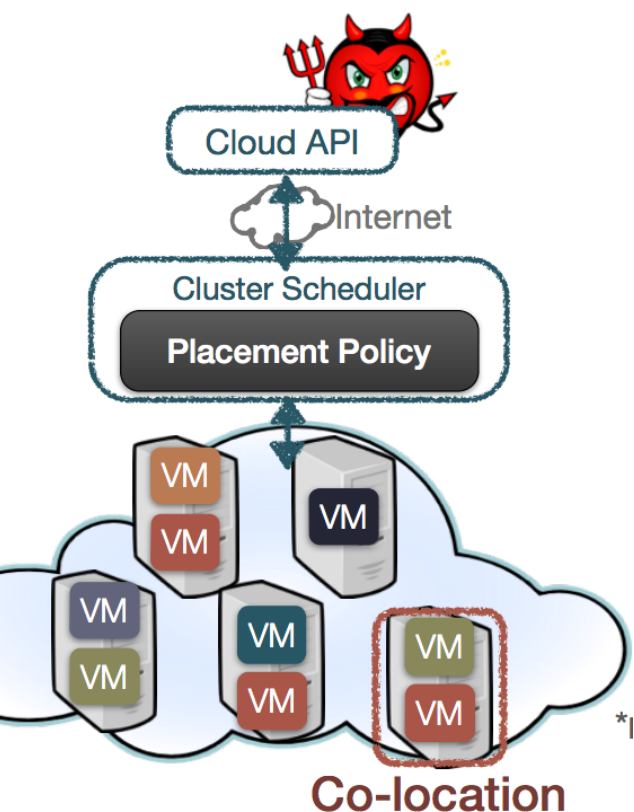 Cloud API
Internet
Cluster Scheduler
Placement Policy
VM
VM
VM
VM
VM
VM
VM
VM
VM
Co-location